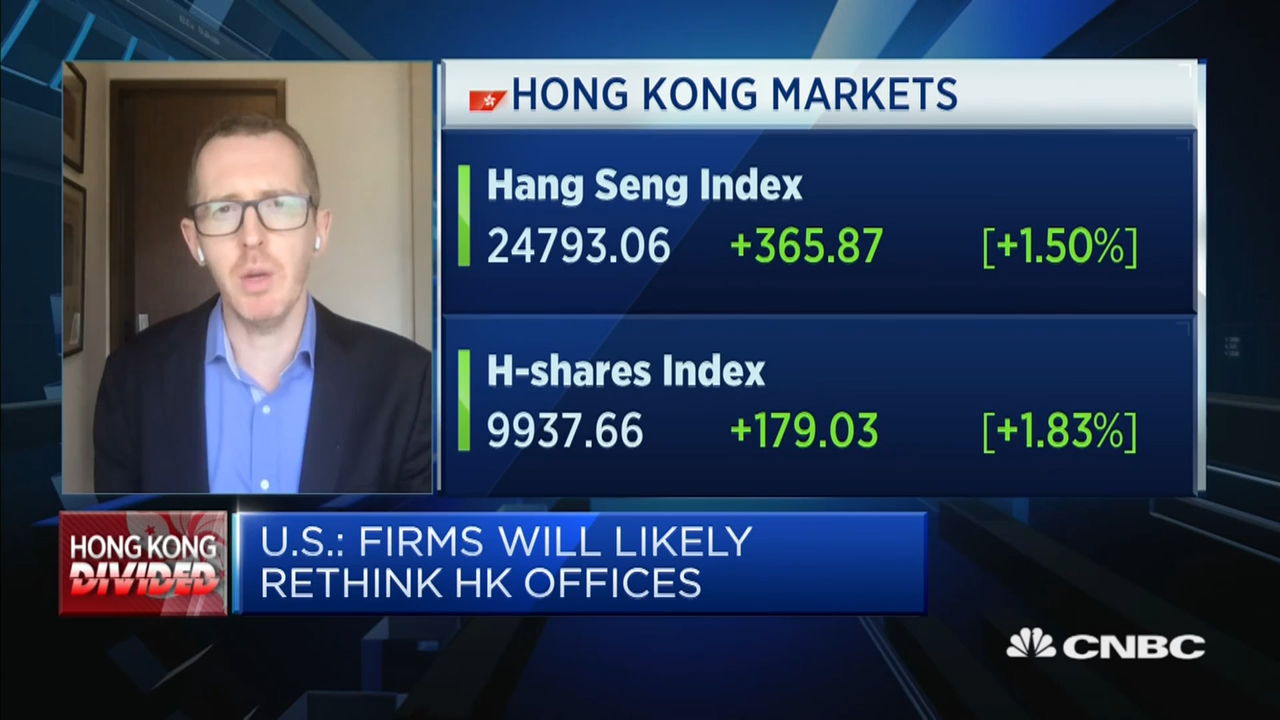 HONG KONG MARKETS
Hang Seng Index
24793.06 +365.87 [+1.50%]
H-shares Index
9937.66 +179.03 [+1.83%]
HONG KONG
DIVIDED
U.S.: FIRMS WILL LIKELY
RETHINK HK OFFICES
CNBC